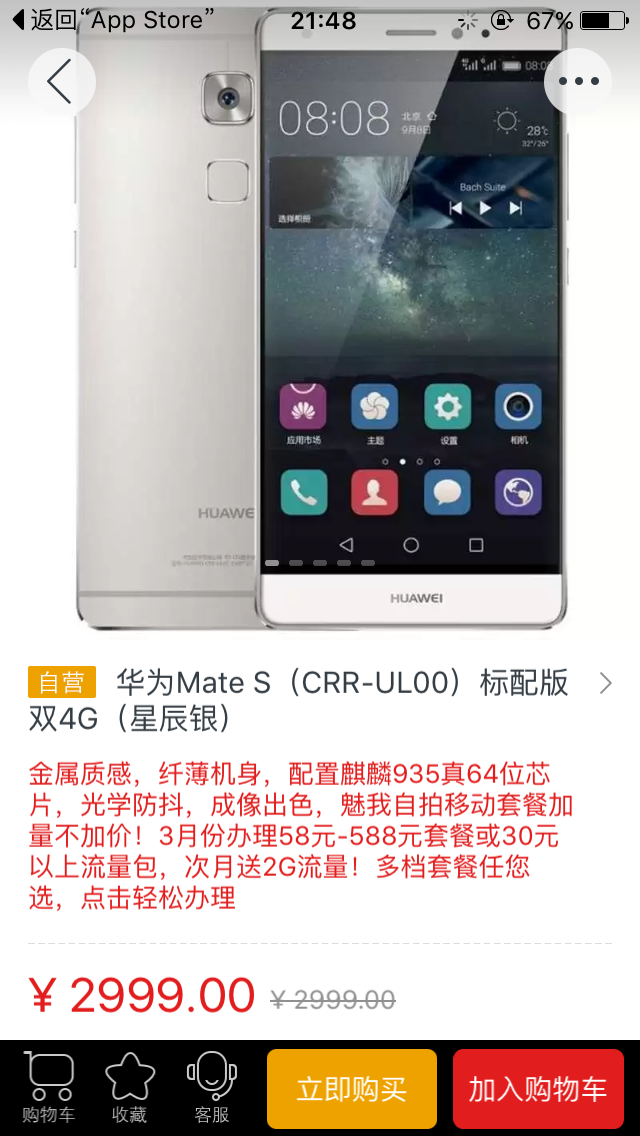 返回“App Store”
21:48
67%
08:08
08:08
北京
9月8日
28℃
32°/26°
Bach Suite
选择相册
应用市场
主题
设置
相机
HUAWE
HUAWEI
自营
华为Mate S（CRR-UL00）标配版
双4G（星辰银）
金属质感，纤薄机身，配置麒麟935真64位芯
片，光学防抖，成像出色，魅我自拍移动套餐加
量不加价！3月份办理58元-588元套餐或30元
以上流量包，次月送2G流量！多档套餐任您
选，点击轻松办理
¥ 2999.00
¥ 2999.00
购物车
收藏
客服
立即购买
加入购物车